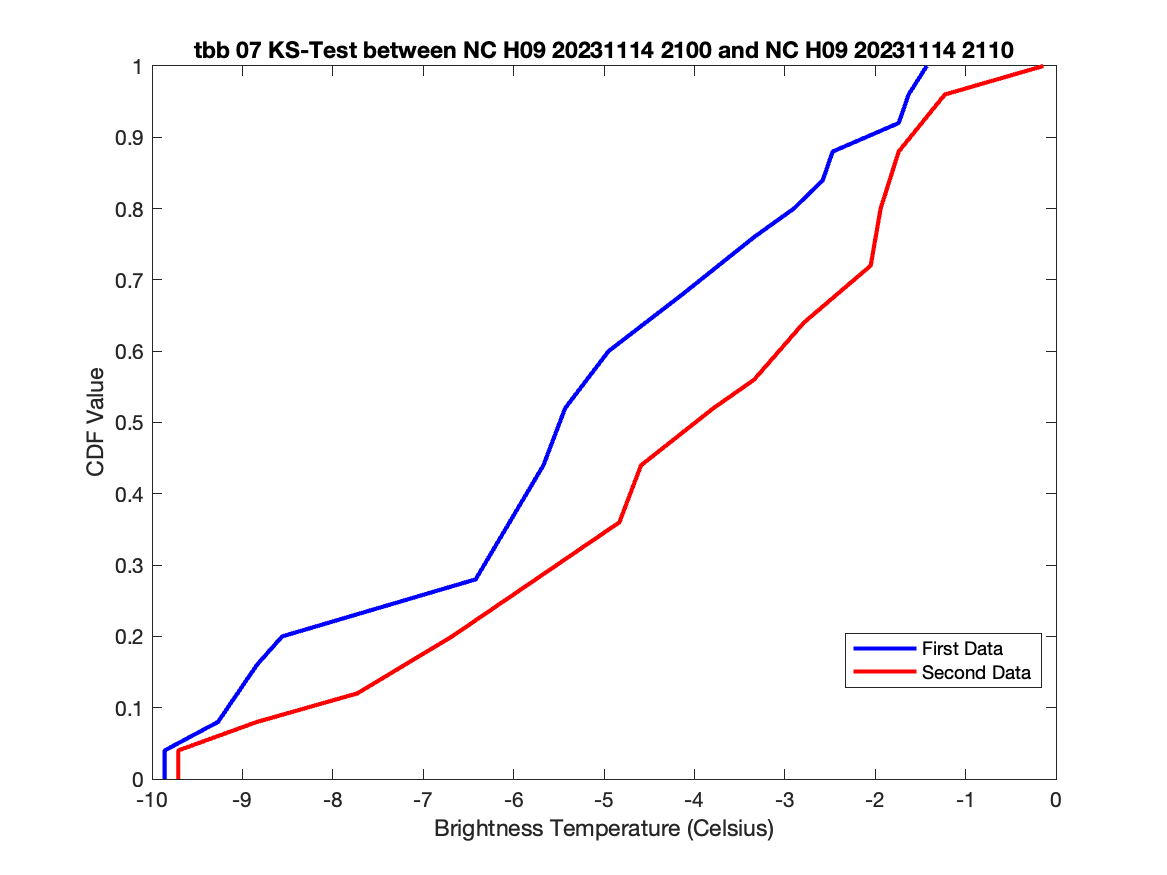 tbb 07 KS-Test between NC H09 20231114 2100 and NC H09 20231114 2110
1
0.9
0.8
0.7
0.6
0.5
0.4
0.3
0.2
0.1
0
CDF Value
First Data
Second Data
-10 -9 -8 -7 -6 -5 -4 -3 -2 -1 0
Brightness Temperature (Celsius)